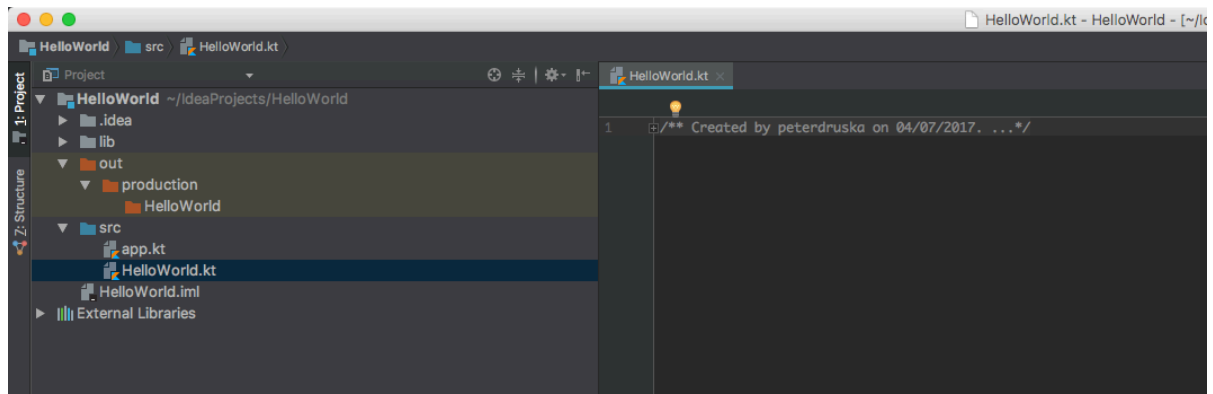 HelloWorld.kt - HelloWorld - [~/Id
HelloWorld src HelloWorld.kt
Project
HelloWorld.kt
1: Project
HelloWorld ~/IdeaProjects/HelloWorld
.idea
lib
out
production
HelloWorld
src
app.kt
HelloWorld.kt
HelloWorld.iml
External Libraries
Z: Structure
1 /** Created by peterdruska on 04/07/2017. ...*/